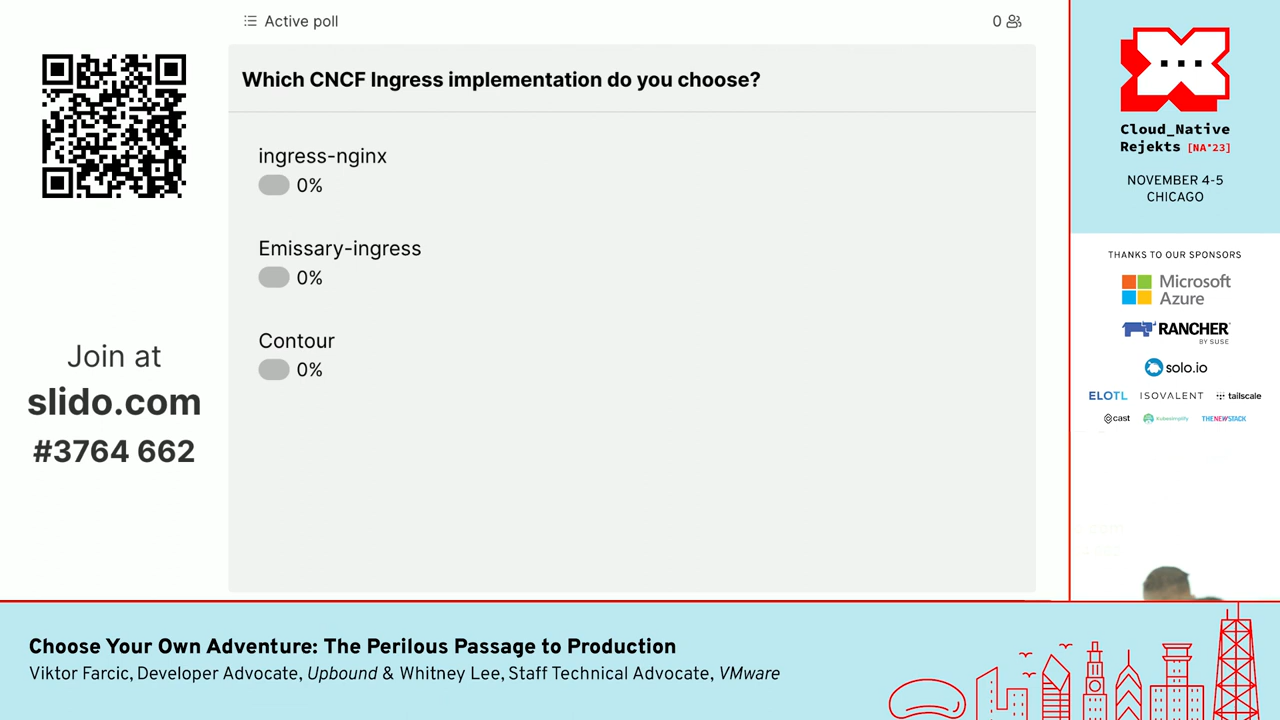 Active poll
0
Which CNCF Ingress implementation do you choose?
ingress-nginx
0%
Emissary-ingress
0%
Contour
0%
Join at
slido.com
#3764 662
Cloud_Native
Rejekts [NA'23]
NOVEMBER 4-5
CHICAGO
THANKS TO OUR SPONSORS
Microsoft
Azure
RANCHER
BY SUSE
solo.io
ELOTL ISOVALENT tailscale
cast Kubesimplify THENEWSTACK
Choose Your Own Adventure: The Perilous Passage to Production
Viktor Farcic, Developer Advocate, Upbound & Whitney Lee, Staff Technical Advocate, VMware